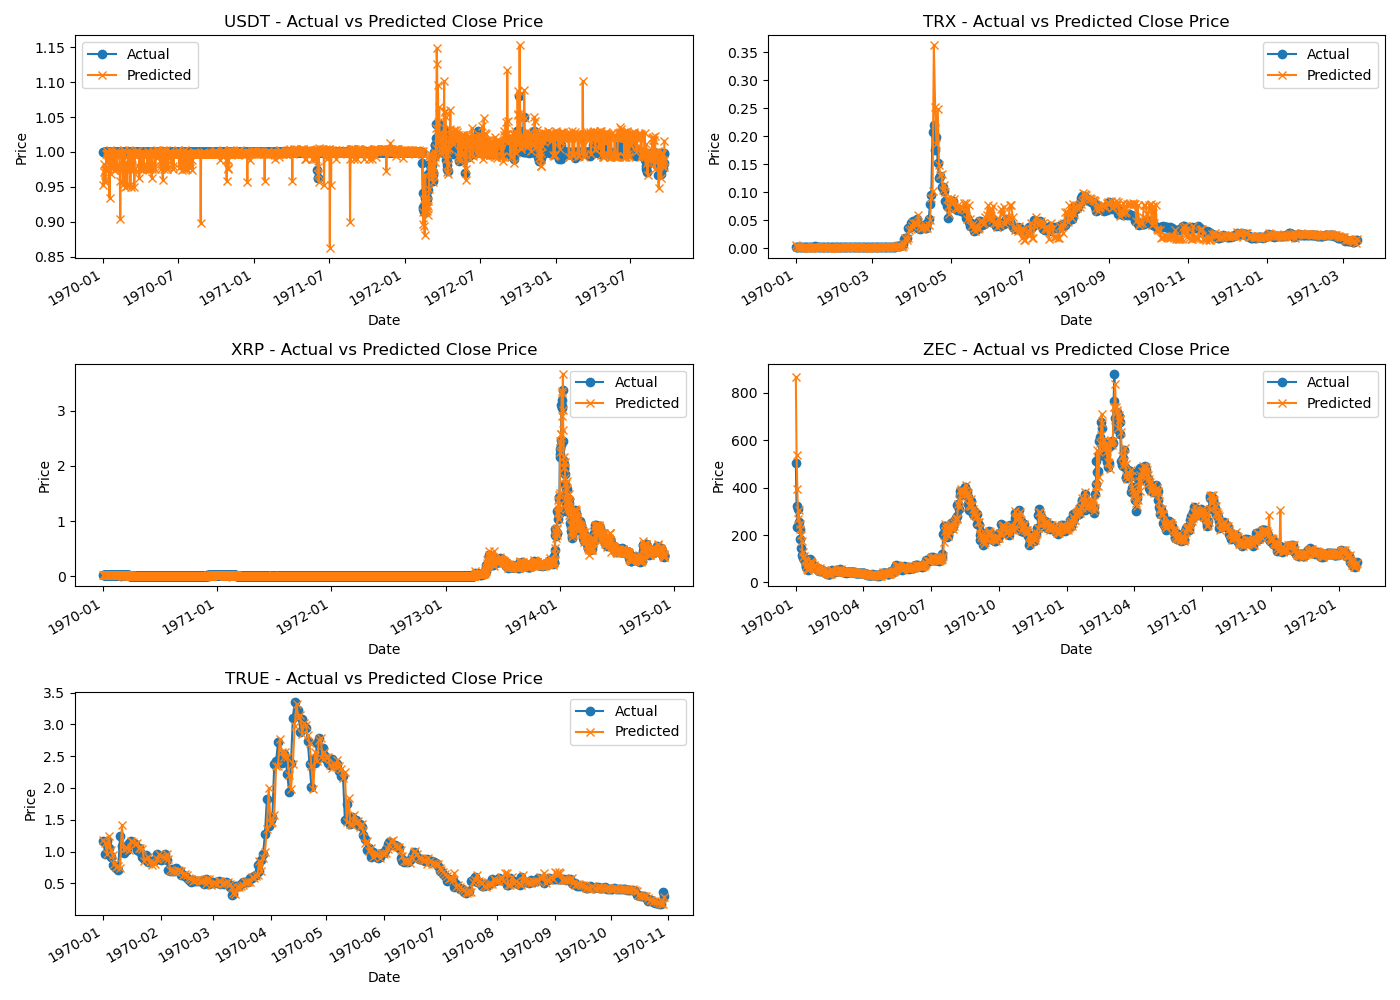 USDT - Actual vs Predicted Close Price
Actual
Predicted
1.15
1.10
1.05
1.00
0.95
0.90
0.85
Price
1970-01
1970-07
1971-01
1971-07
1972-01
1972-07
1973-01
1973-07
Date
TRX - Actual vs Predicted Close Price
Actual
Predicted
0.35
0.30
0.25
0.20
0.15
0.10
0.05
0.00
Price
1970-01
1970-03
1970-05
1970-07
1970-09
1970-11
1971-01
1971-03
Date
XRP - Actual vs Predicted Close Price
Actual
Predicted
3
2
1
0
Price
1970-01
1971-01
1972-01
1973-01
1974-01
1975-01
Date
ZEC - Actual vs Predicted Close Price
Actual
Predicted
800
600
400
200
0
Price
1970-01
1970-04
1970-07
1970-10
1971-01
1971-04
1971-07
1971-10
1972-01
Date
TRUE - Actual vs Predicted Close Price
Actual
Predicted
3.5
3.0
2.5
2.0
1.5
1.0
0.5
Price
1970-01
1970-02
1970-03
1970-04
1970-05
1970-06
1970-07
1970-08
1970-09
1970-10
1970-11
Date